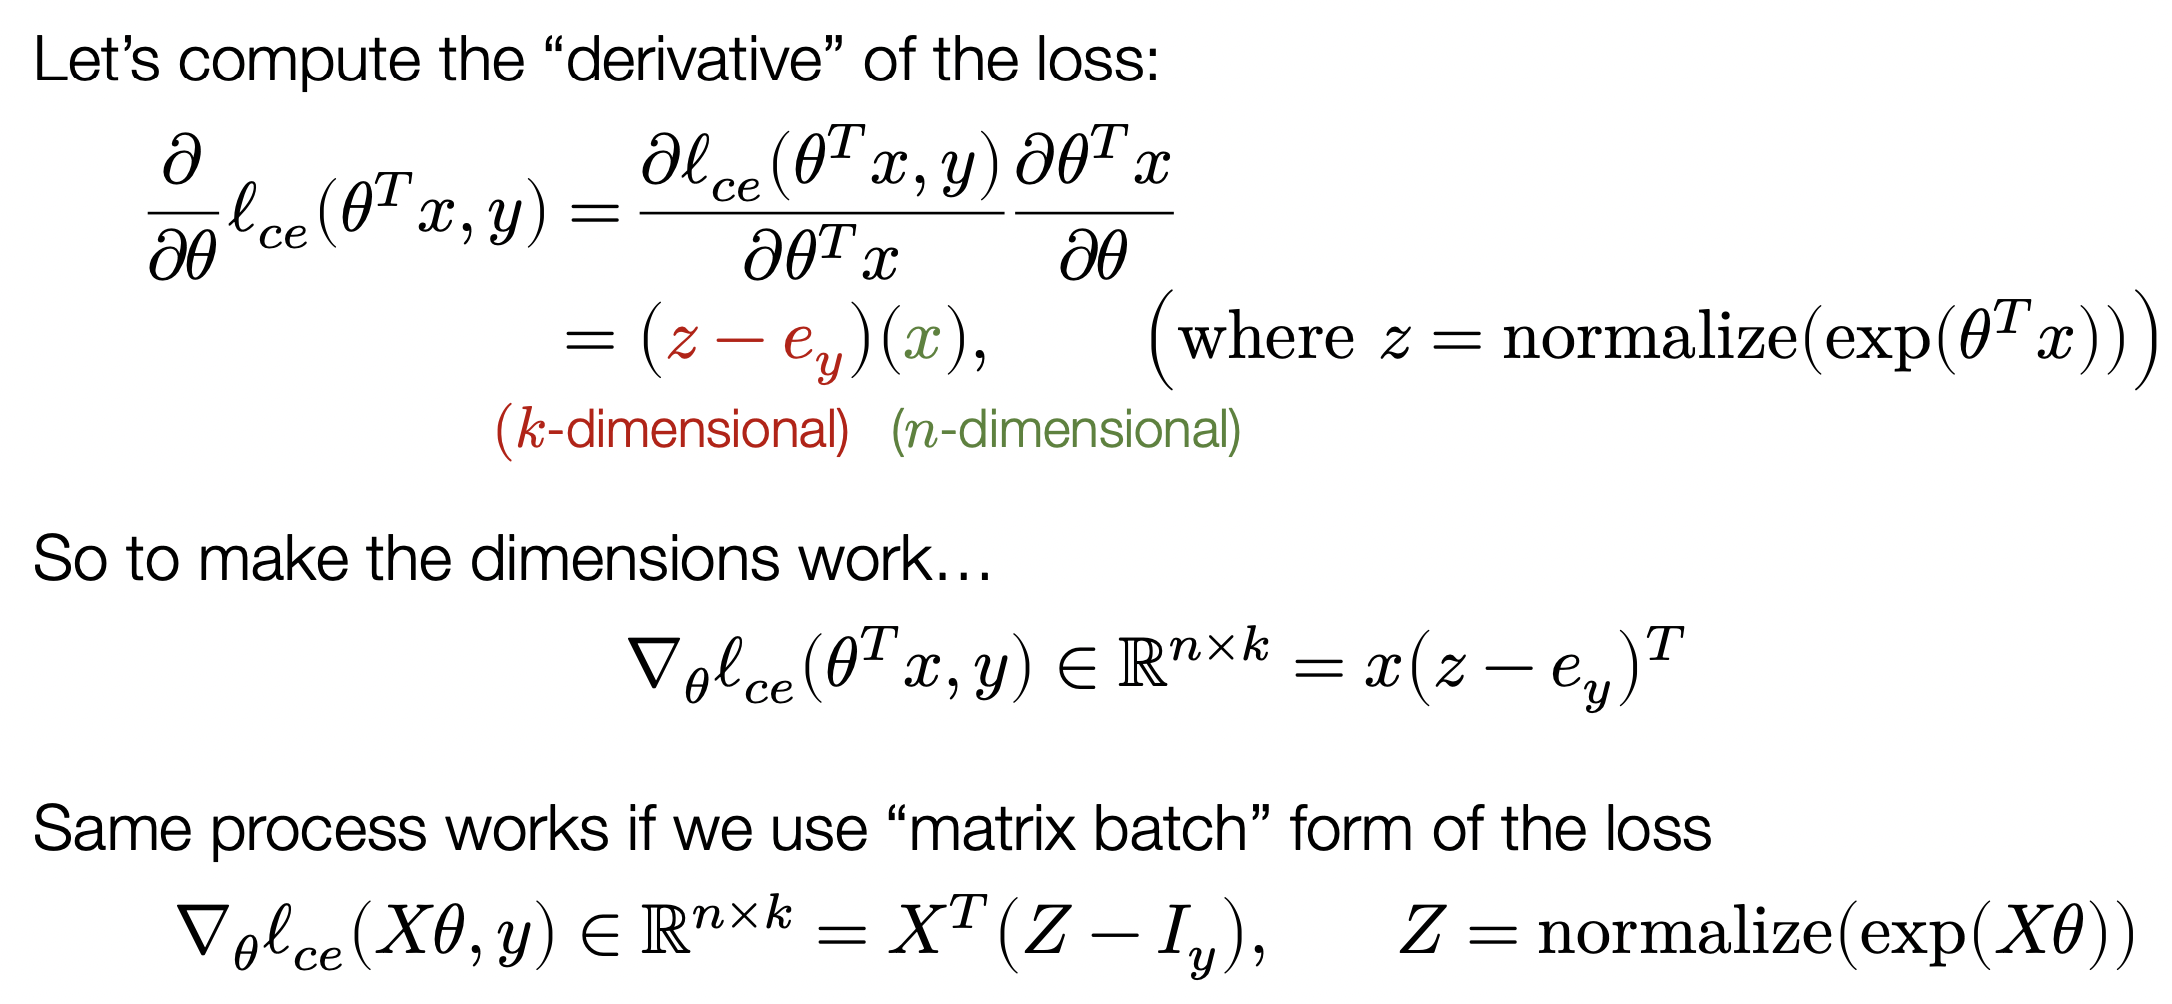 Let’s compute the “derivative” of the loss:
$\frac{\partial}{\partial\theta}\ell_{ce}(\theta^T x, y) = \frac{\partial \ell_{ce}(\theta^T x, y)}{\partial \theta^T x}\frac{\partial \theta^T x}{\partial \theta}$
$= (z - e_y)(x), \quad \left(\text{where } z = \text{normalize}(\exp(\theta^T x))\right)$
($k$-dimensional) ($n$-dimensional)
So to make the dimensions work…
$\nabla_\theta \ell_{ce}(\theta^T x, y) \in \mathbb{R}^{n \times k} = x(z - e_y)^T$
Same process works if we use “matrix batch” form of the loss
$\nabla_\theta \ell_{ce}(X\theta, y) \in \mathbb{R}^{n \times k} = X^T(Z - I_y), \quad Z = \text{normalize}(\exp(X\theta))$